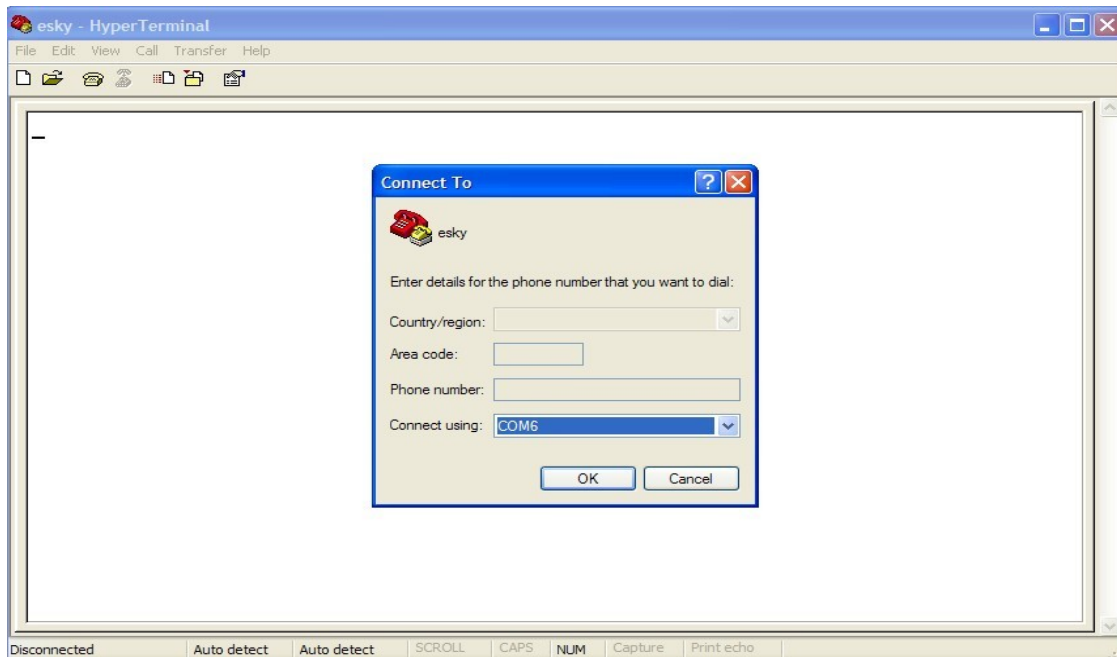 esky - HyperTerminal
File Edit View Call Transfer Help
Connect To
esky
Enter details for the phone number that you want to dial:
Country/region:
Area code:
Phone number:
Connect using: COM6
OK Cancel
Disconnected Auto detect Auto detect SCROLL CAPS NUM Capture Print echo